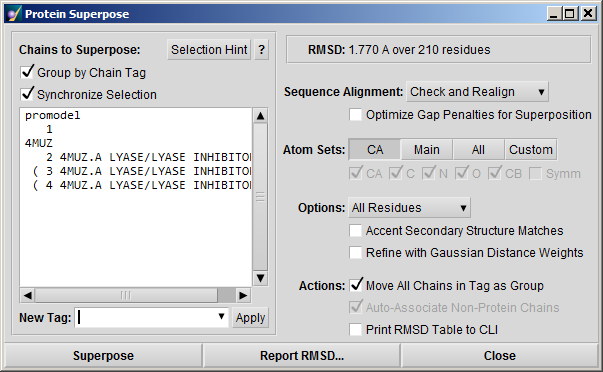 Protein Superpose
Chains to Superpose:
Selection Hint
?
Group by Chain Tag
Synchronize Selection
promodel
1
4MUZ
2 4MUZ.A LYASE/LYASE INHIBITO
( 3 4MUZ.A LYASE/LYASE INHIBITO
( 4 4MUZ.A LYASE/LYASE INHIBITO
New Tag:
Apply
RMSD: 1.770 A over 210 residues
Sequence Alignment: Check and Realign
Optimize Gap Penalties for Superposition
Atom Sets: CA Main All Custom
CA C N O CB Symm
Options: All Residues
Accent Secondary Structure Matches
Refine with Gaussian Distance Weights
Actions: Move All Chains in Tag as Group
Auto-Associate Non-Protein Chains
Print RMSD Table to CLI
Superpose
Report RMSD...
Close